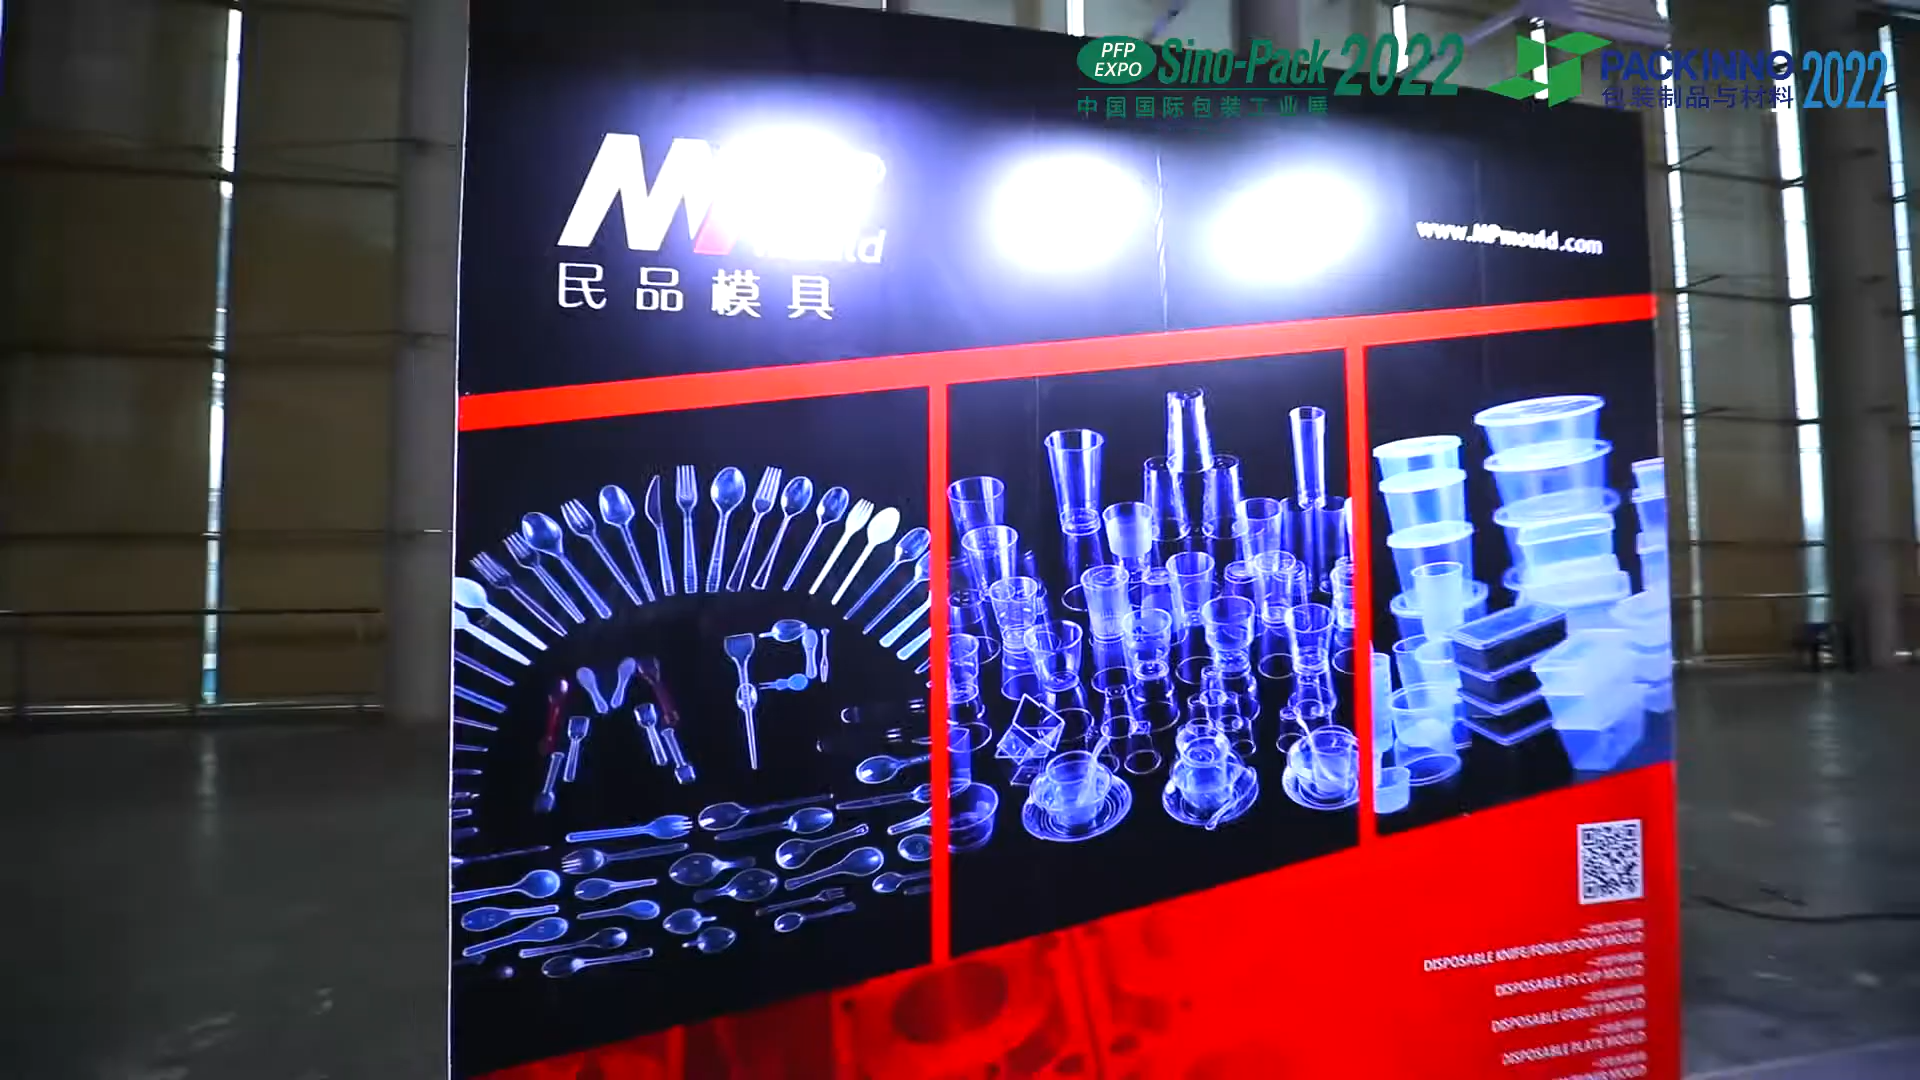 PFP
EXPO
Sino-Pack 2022
中国国际包装工业展
PACKINNO 2022
包装制品与材料
民品模具
www.MPmould.com
DISPOSABLE KNIFE/FORK/SPOON MOULD
DISPOSABLE PS CUP MOULD
DISPOSABLE GOBLET MOULD
DISPOSABLE PLATE MOULD